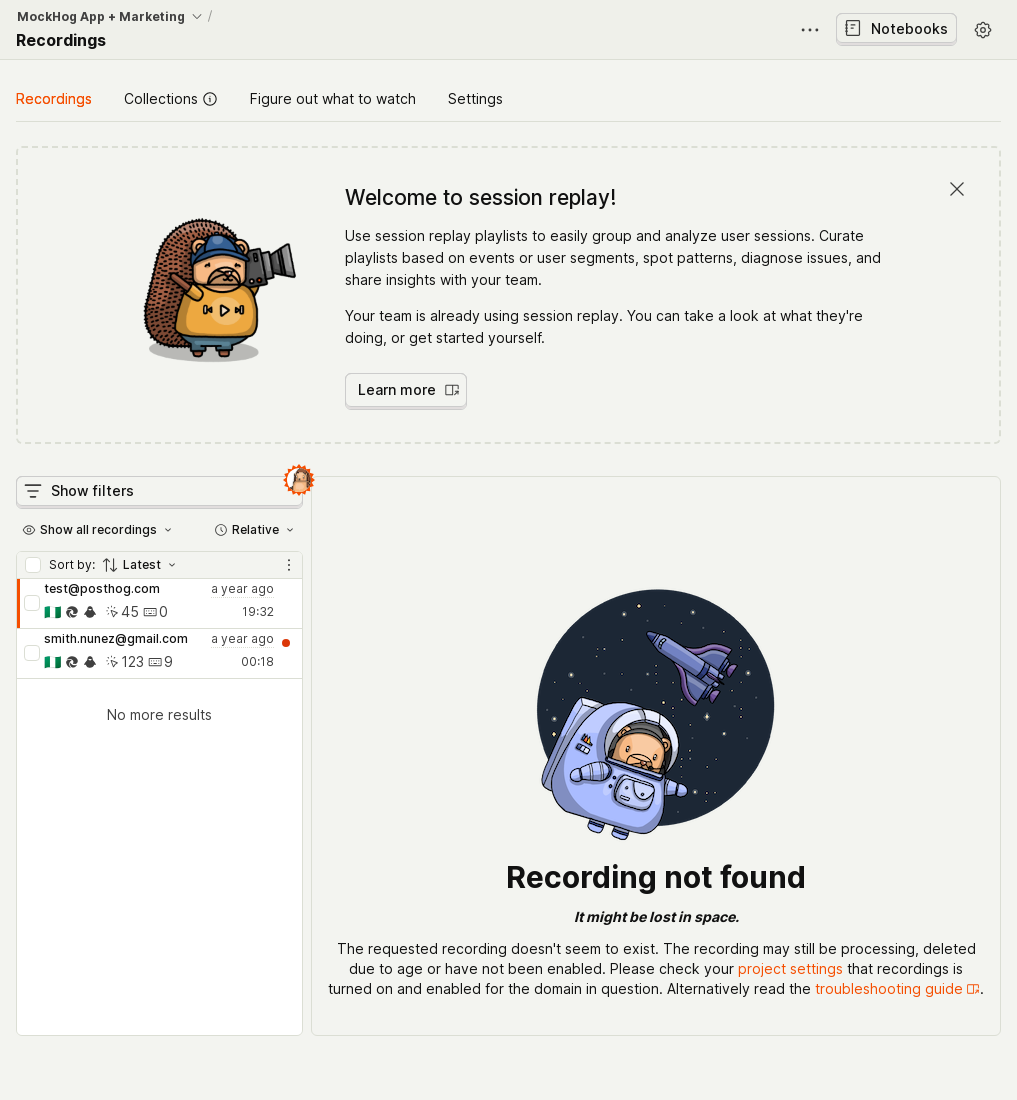 MockHog App + Marketing /
Recordings
Notebooks
Recordings
Collections
Figure out what to watch
Settings
Welcome to session replay!
Use session replay playlists to easily group and analyze user sessions. Curate
playlists based on events or user segments, spot patterns, diagnose issues, and
share insights with your team.
Your team is already using session replay. You can take a look at what they're
doing, or get started yourself.
Learn more
Show filters
Show all recordings
Relative
Sort by: Latest
test@posthog.com a year ago
45 0 19:32
smith.nunez@gmail.com a year ago
123 9 00:18
No more results
Recording not found
It might be lost in space.
The requested recording doesn't seem to exist. The recording may still be processing, deleted
due to age or have not been enabled. Please check your project settings that recordings is
turned on and enabled for the domain in question. Alternatively read the troubleshooting guide .